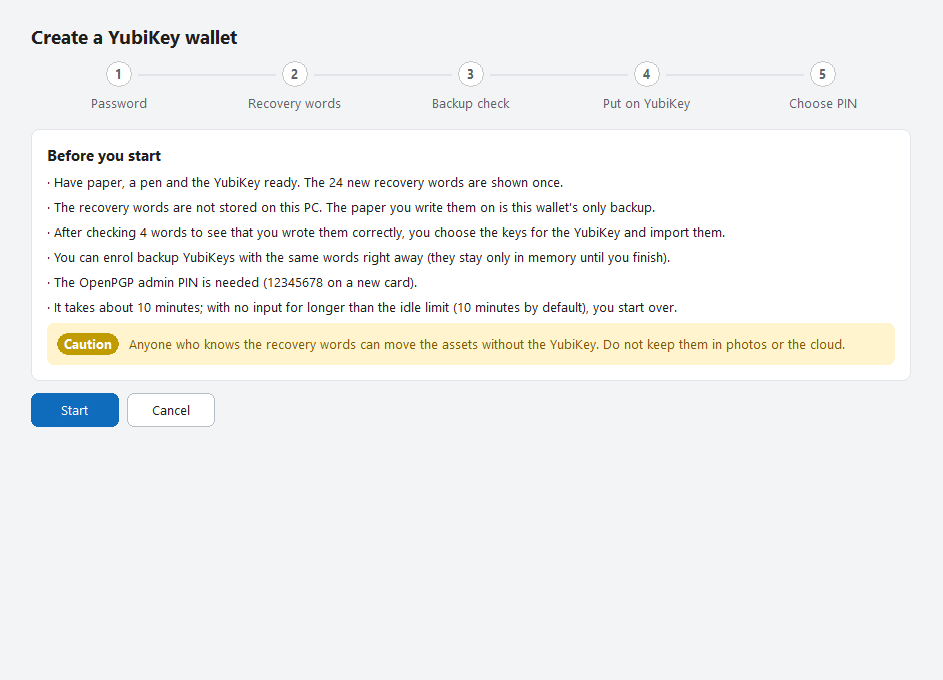 Create a YubiKey wallet
1
2
3
4
5
Password
Recovery words
Backup check
Put on YubiKey
Choose PIN
Before you start
· Have paper, a pen and the YubiKey ready. The 24 new recovery words are shown once.
· The recovery words are not stored on this PC. The paper you write them on is this wallet's only backup.
· After checking 4 words to see that you wrote them correctly, you choose the keys for the YubiKey and import them.
· You can enrol backup YubiKeys with the same words right away (they stay only in memory until you finish).
· The OpenPGP admin PIN is needed (12345678 on a new card).
· It takes about 10 minutes; with no input for longer than the idle limit (10 minutes by default), you start over.
Caution Anyone who knows the recovery words can move the assets without the YubiKey. Do not keep them in photos or the cloud.
Start
Cancel